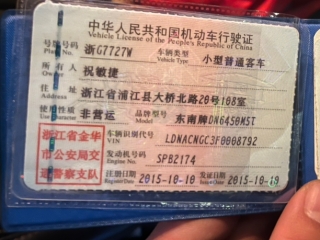 中华人民共和国机动车行驶证
Vehicle License of the People's Republic of China
号牌号码 浙G7727W 车辆类型 小型普通客车
Plate No. Vehicle Type
所有人 祝敏捷
Owner
住址 浙江省浦江县大桥北路20号108室
Address
使用性质 非营运 品牌型号 东南牌DN6450M5T
Use Character Model
浙江省金华 车辆识别代号 LDNACNGC3F0008792
VIN
市公安局交 发动机号码 SPB2174
Engine No.
通警察支队 注册日期 2015-10-10 发证日期 2015-10-10
Register Date Issue Date